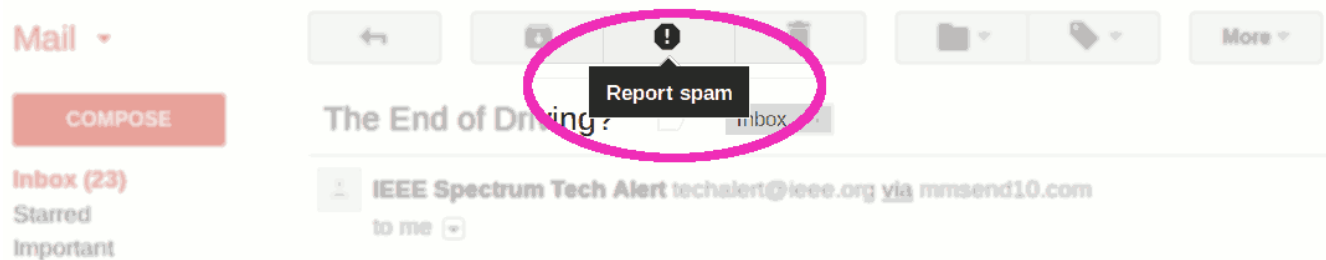 Mail
More
Report spam
COMPOSE
The End of Driving?
Inbox
Inbox (23)
IEEE Spectrum Tech Alert techalert@ieee.org via mmsend10.com
Starred
to me
Important